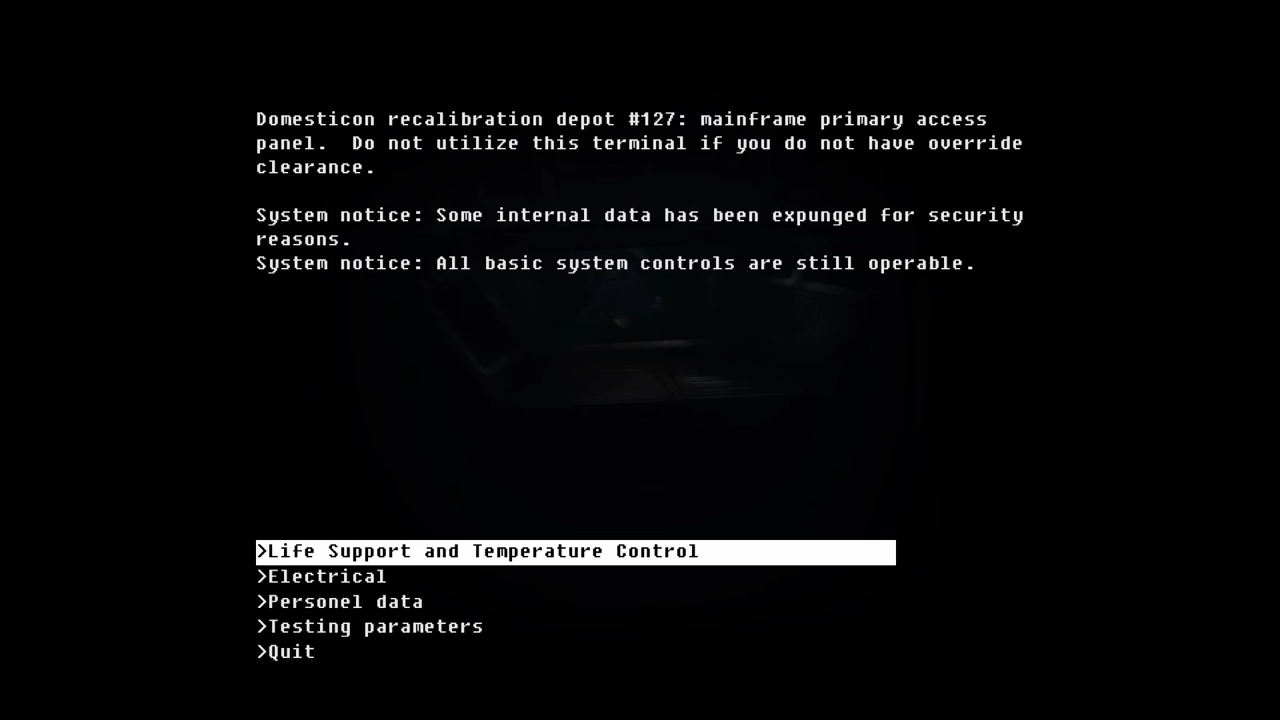 Domesticon recalibration depot #127: mainframe primary access
panel.  Do not utilize this terminal if you do not have override
clearance.
System notice: Some internal data has been expunged for security
reasons.
System notice: All basic system controls are still operable.
>Life Support and Temperature Control
>Electrical
>Personel data
>Testing parameters
>Quit